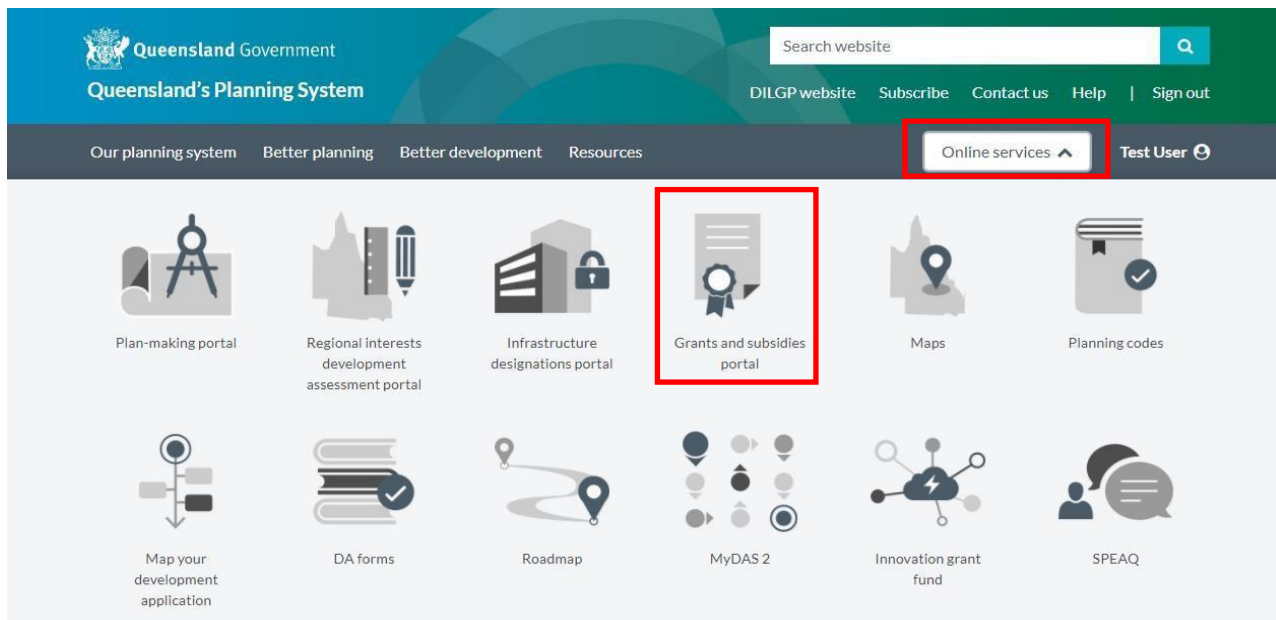 Queensland Government
Search website
Queensland's Planning System
DILGP website Subscribe Contact us Help | Sign out
Our planning system Better planning Better development Resources Online services Test User
Plan-making portal
Regional interests
development
assessment portal
Infrastructure
designations portal
Grants and subsidies
portal
Maps
Planning codes
Map your
development
application
DA forms
Roadmap
MyDAS 2
Innovation grant
fund
SPEAQ